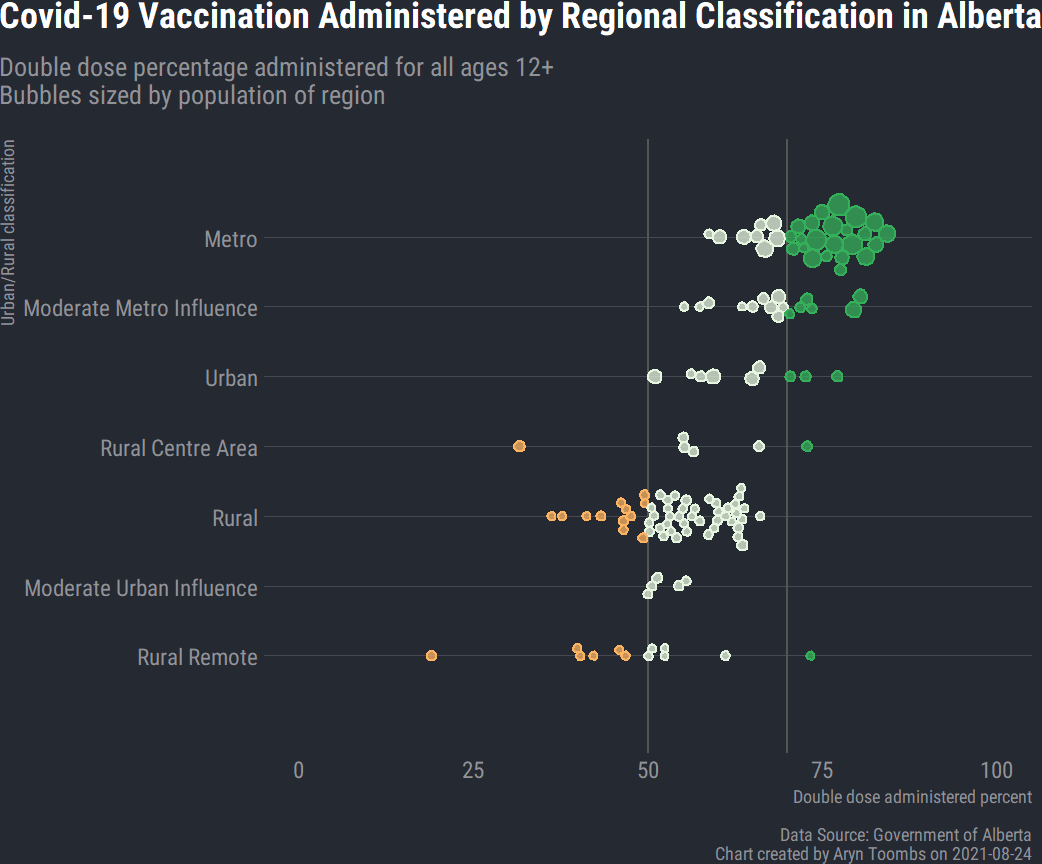 Covid-19 Vaccination Administered by Regional Classification in Alberta
Double dose percentage administered for all ages 12+
Bubbles sized by population of region
Urban/Rural classification
Metro
Moderate Metro Influence
Urban
Rural Centre Area
Rural
Moderate Urban Influence
Rural Remote
0 25 50 75 100
Double dose administered percent
Data Source: Government of Alberta
Chart created by Aryn Toombs on 2021-08-24